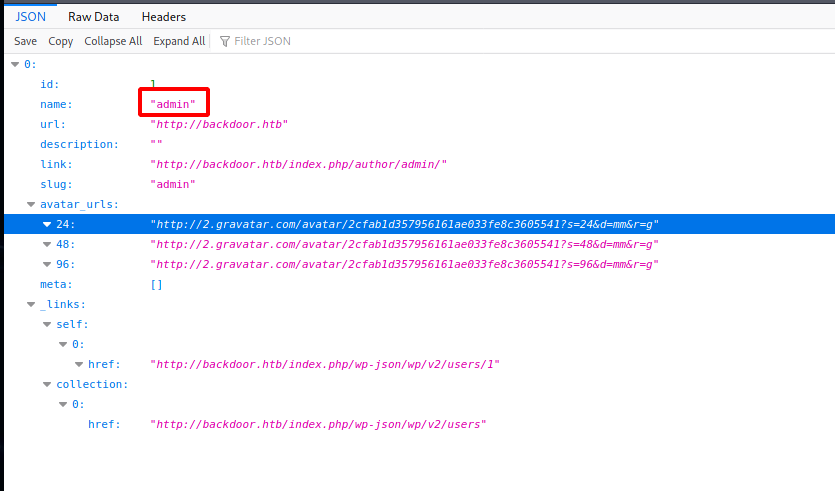 JSON Raw Data Headers
Save Copy Collapse All Expand All Filter JSON
0:
id: 1
name: "admin"
url: "http://backdoor.htb"
description: ""
link: "http://backdoor.htb/index.php/author/admin/"
slug: "admin"
avatar_urls:
24: "http://2.gravatar.com/avatar/2cfab1d357956161ae033fe8c3605541?s=24&d=mm&r=g"
48: "http://2.gravatar.com/avatar/2cfab1d357956161ae033fe8c3605541?s=48&d=mm&r=g"
96: "http://2.gravatar.com/avatar/2cfab1d357956161ae033fe8c3605541?s=96&d=mm&r=g"
meta: []
_links:
self:
0:
href: "http://backdoor.htb/index.php/wp-json/wp/v2/users/1"
collection:
0:
href: "http://backdoor.htb/index.php/wp-json/wp/v2/users"